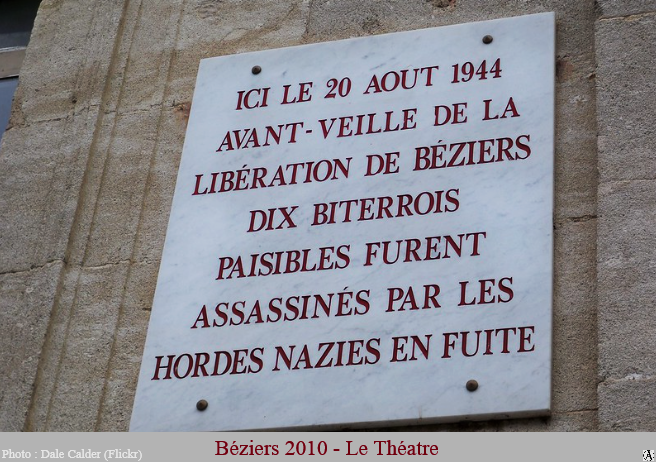 ICI LE 20 AOUT 1944
AVANT-VEILLE DE LA
LIBÉRATION DE BÉZIERS
DIX BITERROIS
PAISIBLES FURENT
ASSASSINÉS PAR LES
HORDES NAZIES EN FUITE
Photo : Dale Calder (Flickr)
Béziers 2010 - Le Théatre